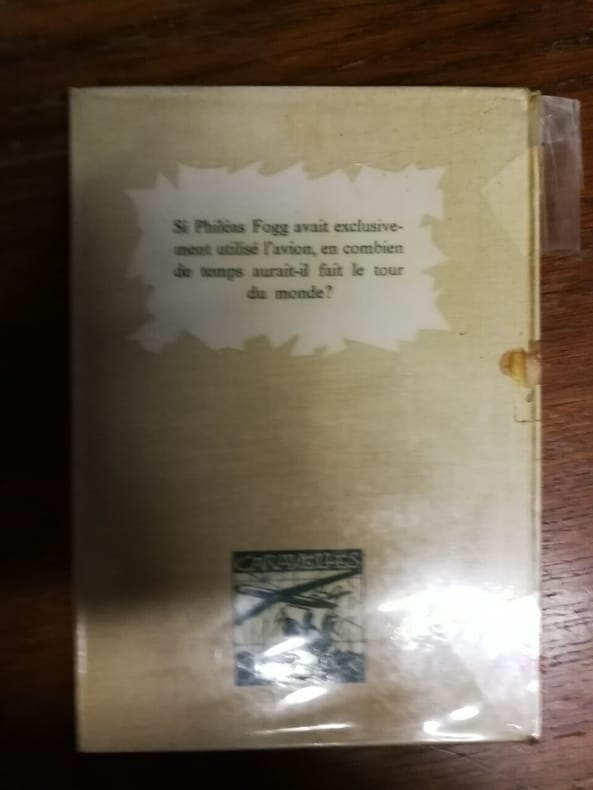 Si Philéas Fogg avait exclusive-
ment utilisé l'avion, en combien
de temps aurait-il fait le tour
du monde?
CARAVELLES